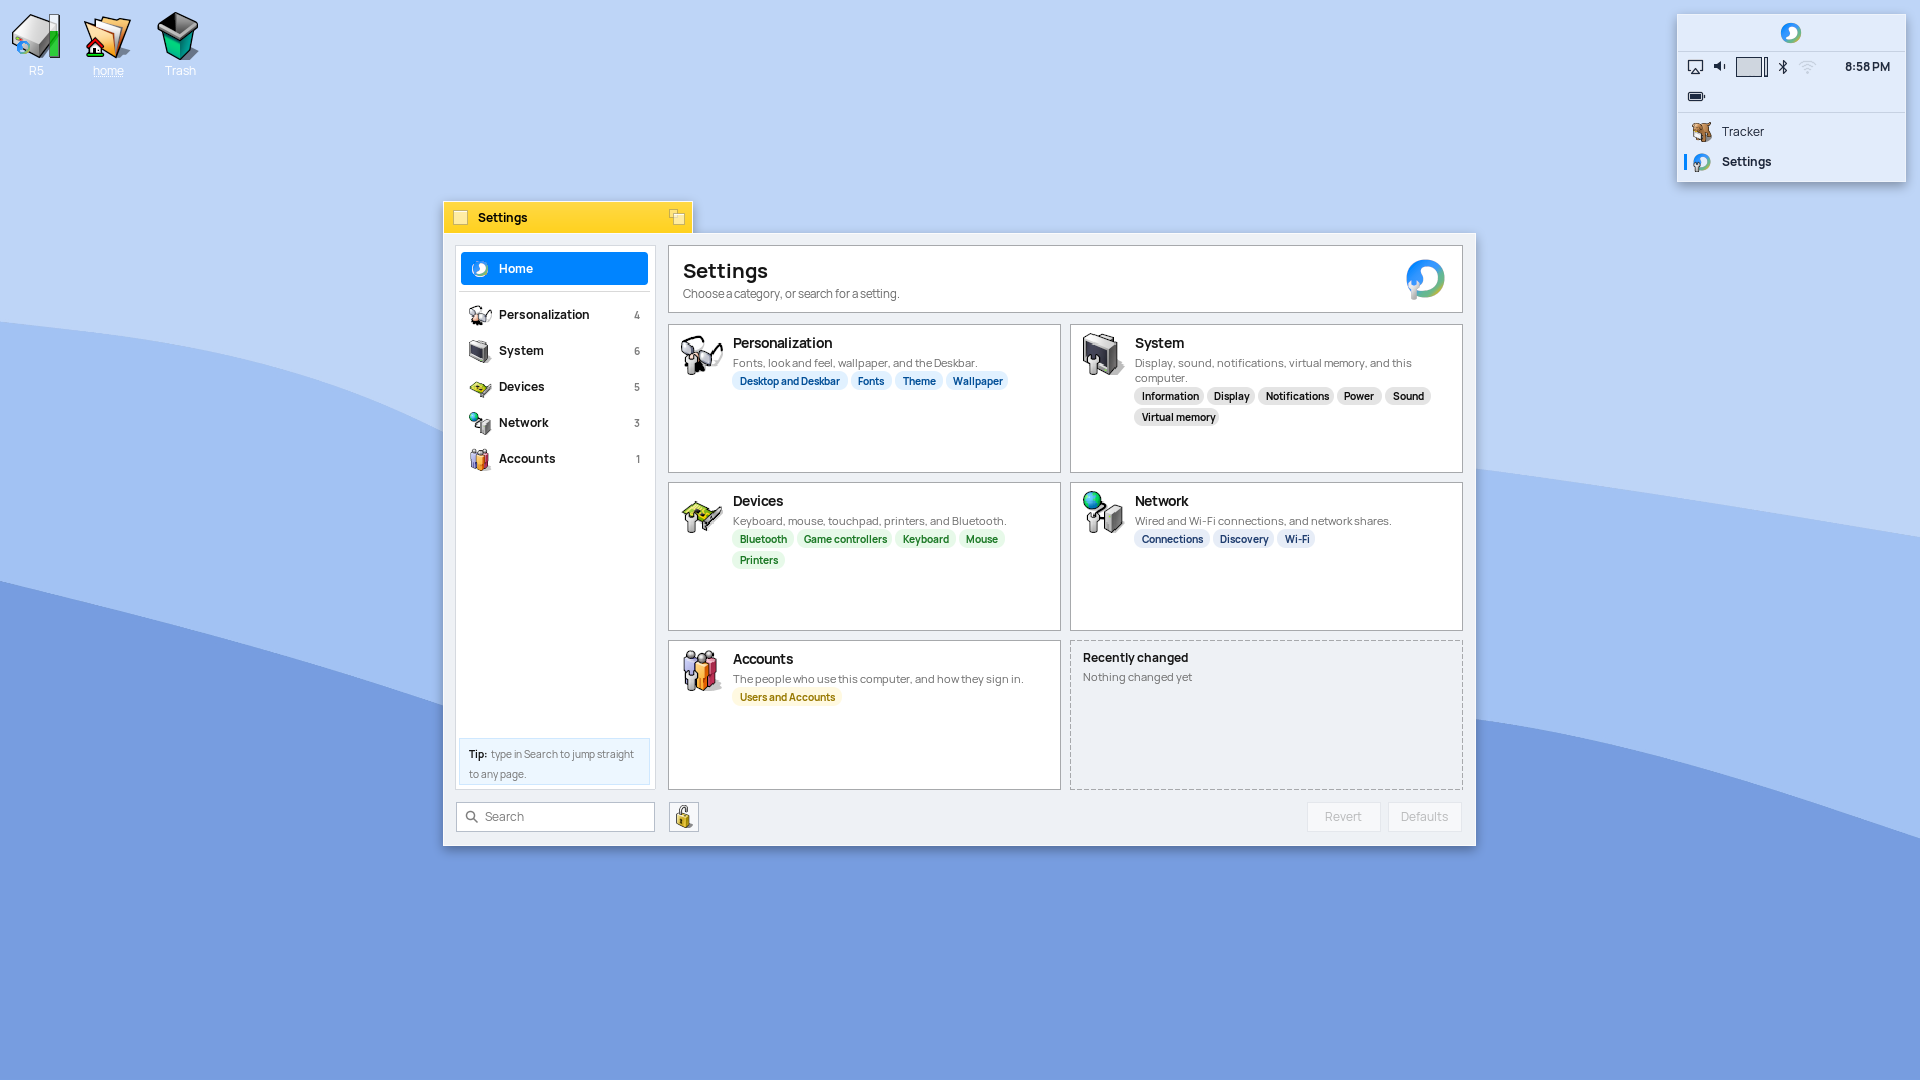 R5
home
Trash
8:58 PM
Tracker
Settings
Settings
Home
Personalization 4
System 6
Devices 5
Network 3
Accounts 1
Tip: type in Search to jump straight
to any page.
Search
Settings
Choose a category, or search for a setting.
Personalization
Fonts, look and feel, wallpaper, and the Deskbar.
Desktop and Deskbar Fonts Theme Wallpaper
System
Display, sound, notifications, virtual memory, and this
computer.
Information Display Notifications Power Sound
Virtual memory
Devices
Keyboard, mouse, touchpad, printers, and Bluetooth.
Bluetooth Game controllers Keyboard Mouse
Printers
Network
Wired and Wi-Fi connections, and network shares.
Connections Discovery Wi-Fi
Accounts
The people who use this computer, and how they sign in.
Users and Accounts
Recently changed
Nothing changed yet
Revert Defaults